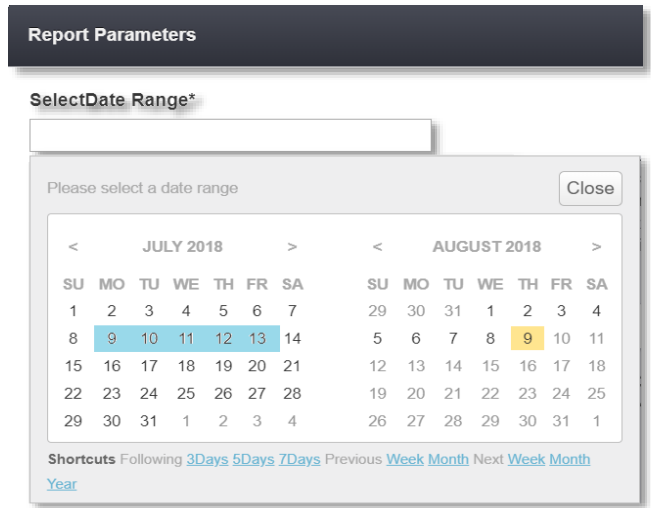 Report Parameters
SelectDate Range*
Please select a date range Close
< JULY 2018 > < AUGUST 2018 >
SU MO TU WE TH FR SA SU MO TU WE TH FR SA
1 2 3 4 5 6 7 29 30 31 1 2 3 4
8 9 10 11 12 13 14 5 6 7 8 9 10 11
15 16 17 18 19 20 21 12 13 14 15 16 17 18
22 23 24 25 26 27 28 19 20 21 22 23 24 25
29 30 31 1 2 3 4 26 27 28 29 30 31 1
Shortcuts Following 3Days 5Days 7Days Previous Week Month Next Week Month
Year